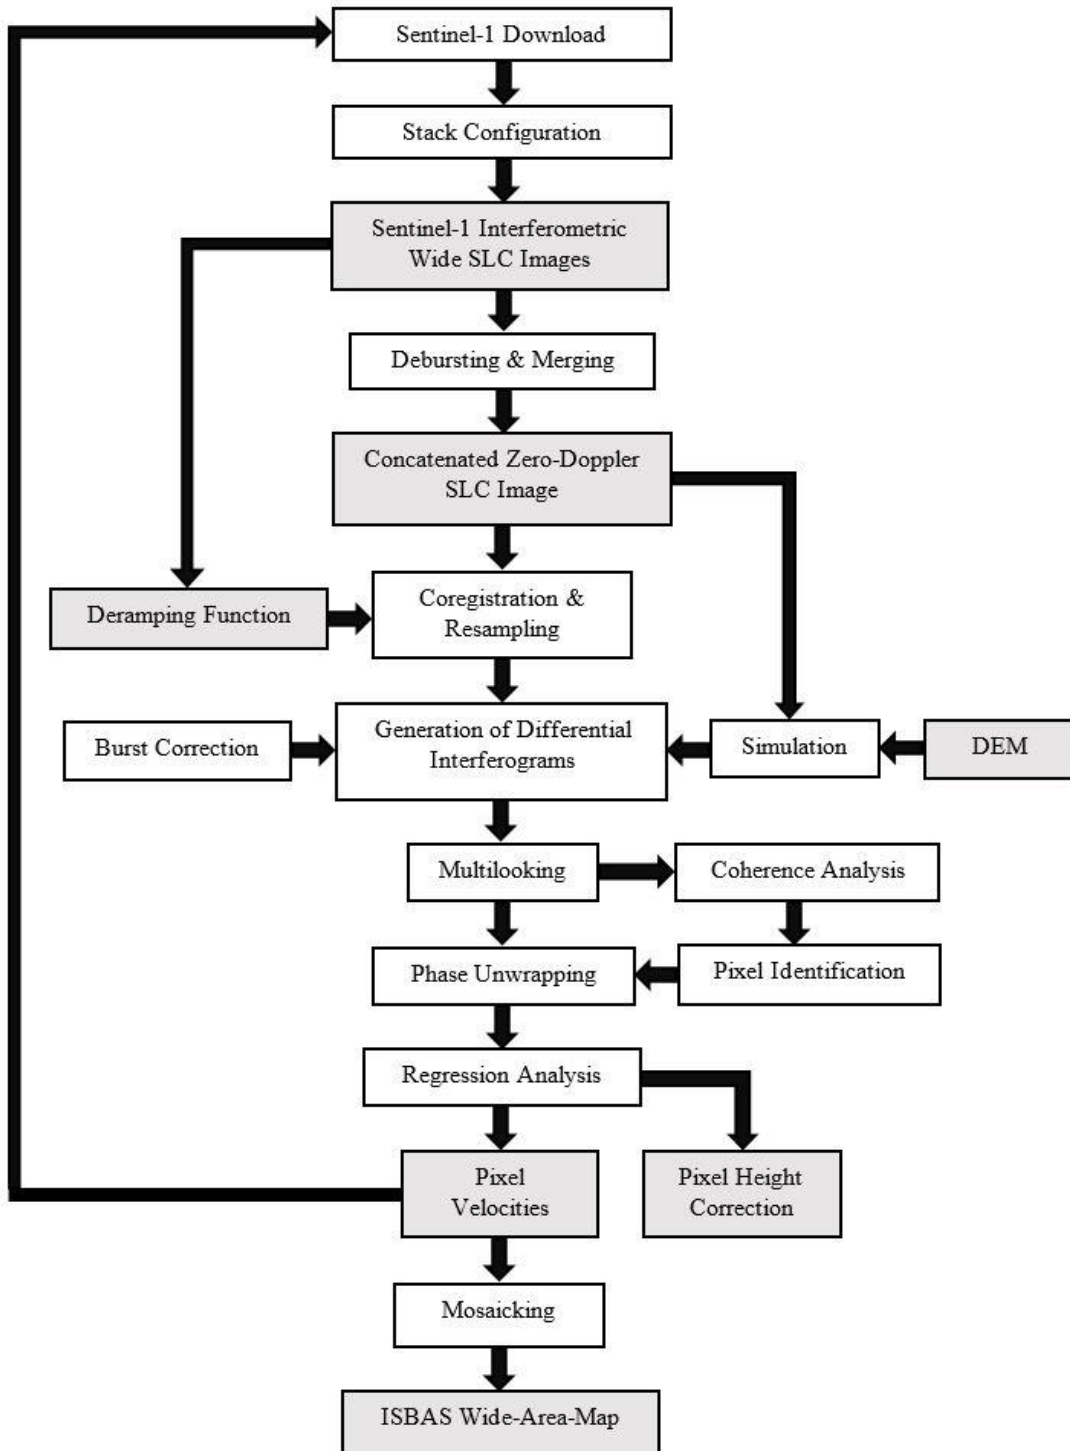 Sentinel-1 Download
Stack Configuration
Sentinel-1 Interferometric
Wide SLC Images
Debursting & Merging
Concatenated Zero-Doppler
SLC Image
Deramping Function
Coregistration &
Resampling
Burst Correction
Generation of Differential
Interferograms
Simulation
DEM
Multilooking
Coherence Analysis
Phase Unwrapping
Pixel Identification
Regression Analysis
Pixel
Velocities
Pixel Height
Correction
Mosaicking
ISBAS Wide-Area-Map